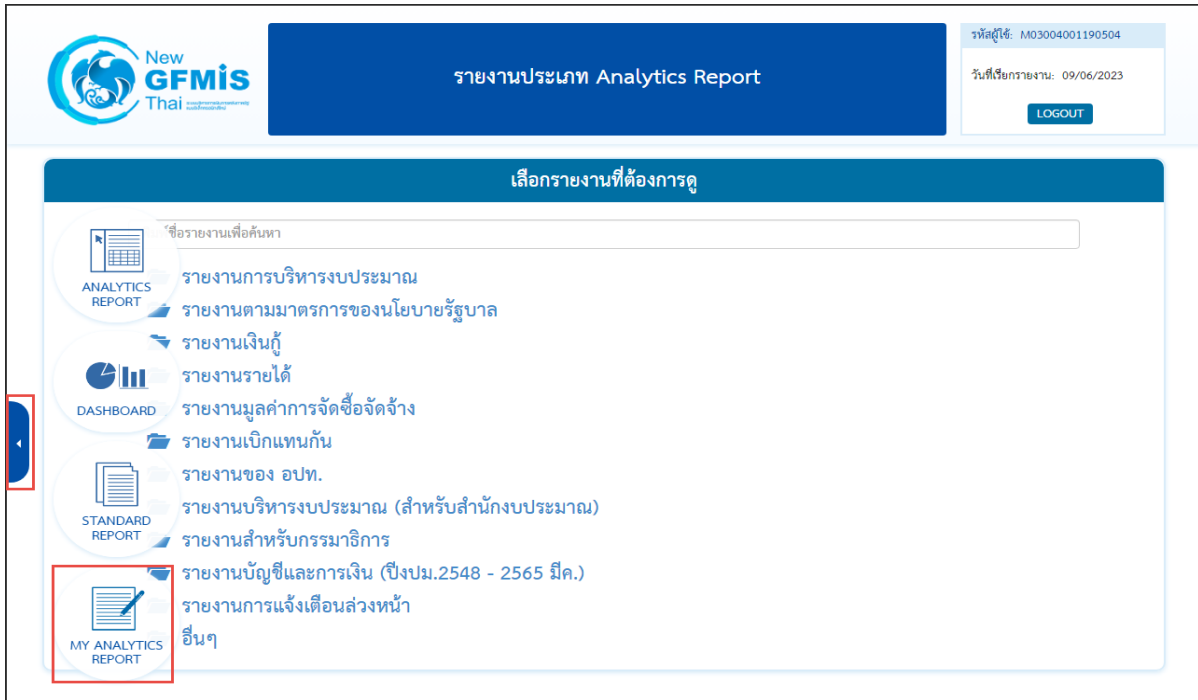 New
GFMiS
Thai
รายงานประเภท Analytics Report
รหัสผู้ใช้: M03004001190504
วันที่เรียกรายงาน: 09/06/2023
LOGOUT
เลือกรายงานที่ต้องการดู
ชื่อรายงานเพื่อค้นหา
ANALYTICS
REPORT
DASHBOARD
STANDARD
REPORT
MY ANALYTICS
REPORT
รายงานการบริหารงบประมาณ
รายงานตามมาตรการของนโยบายรัฐบาล
รายงานเงินกู้
รายงานรายได้
รายงานมูลค่าการจัดซื้อจัดจ้าง
รายงานเบิกแทนกัน
รายงานของ อปท.
รายงานบริหารงบประมาณ (สำหรับสำนักงบประมาณ)
รายงานสำหรับกรรมาธิการ
รายงานบัญชีและการเงิน (ปีงปม.2548 - 2565 มีค.)
รายงานการแจ้งเตือนล่วงหน้า
อื่นๆ